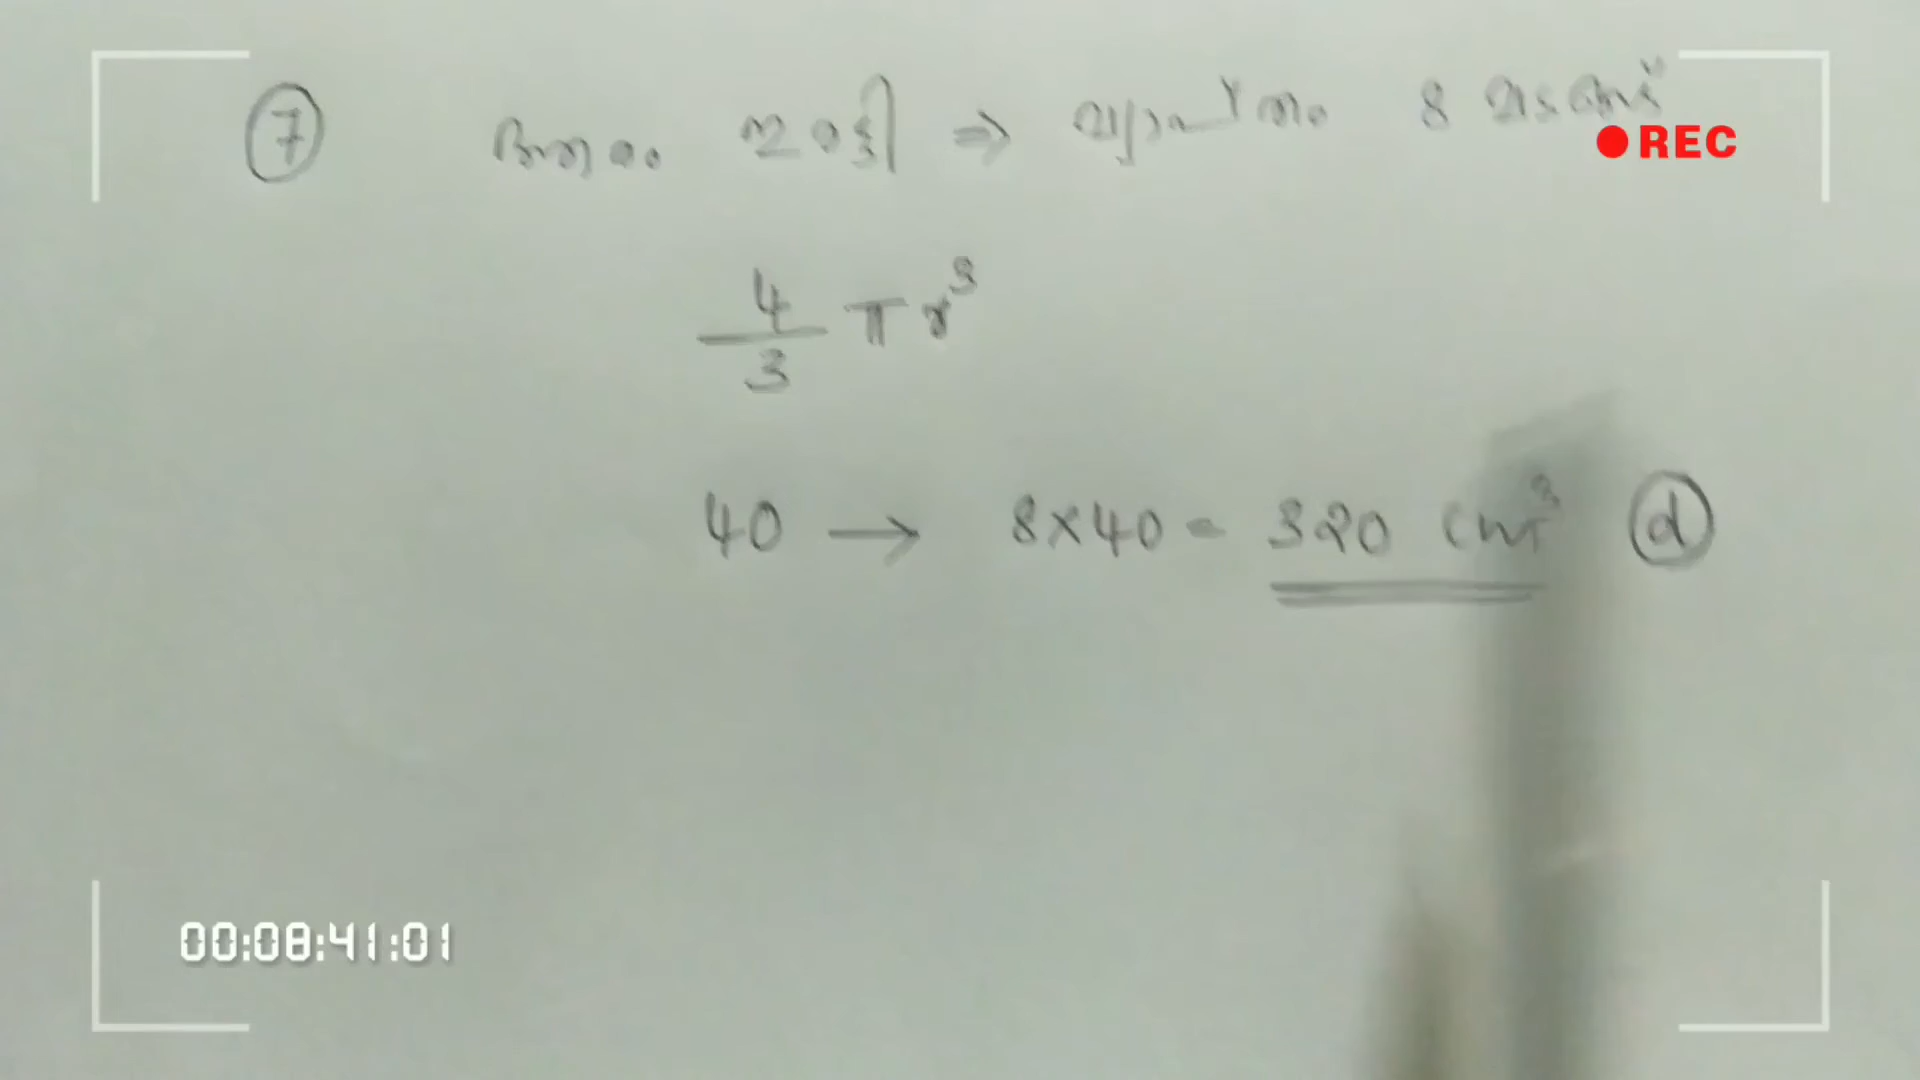 7 ആരം ഇരട്ടി ⇒ വ്യാപ്തം 8 മടങ്ങ്
REC
4/3 π r³
40 → 8×40 = 320 cm³ d
00:08:41:01